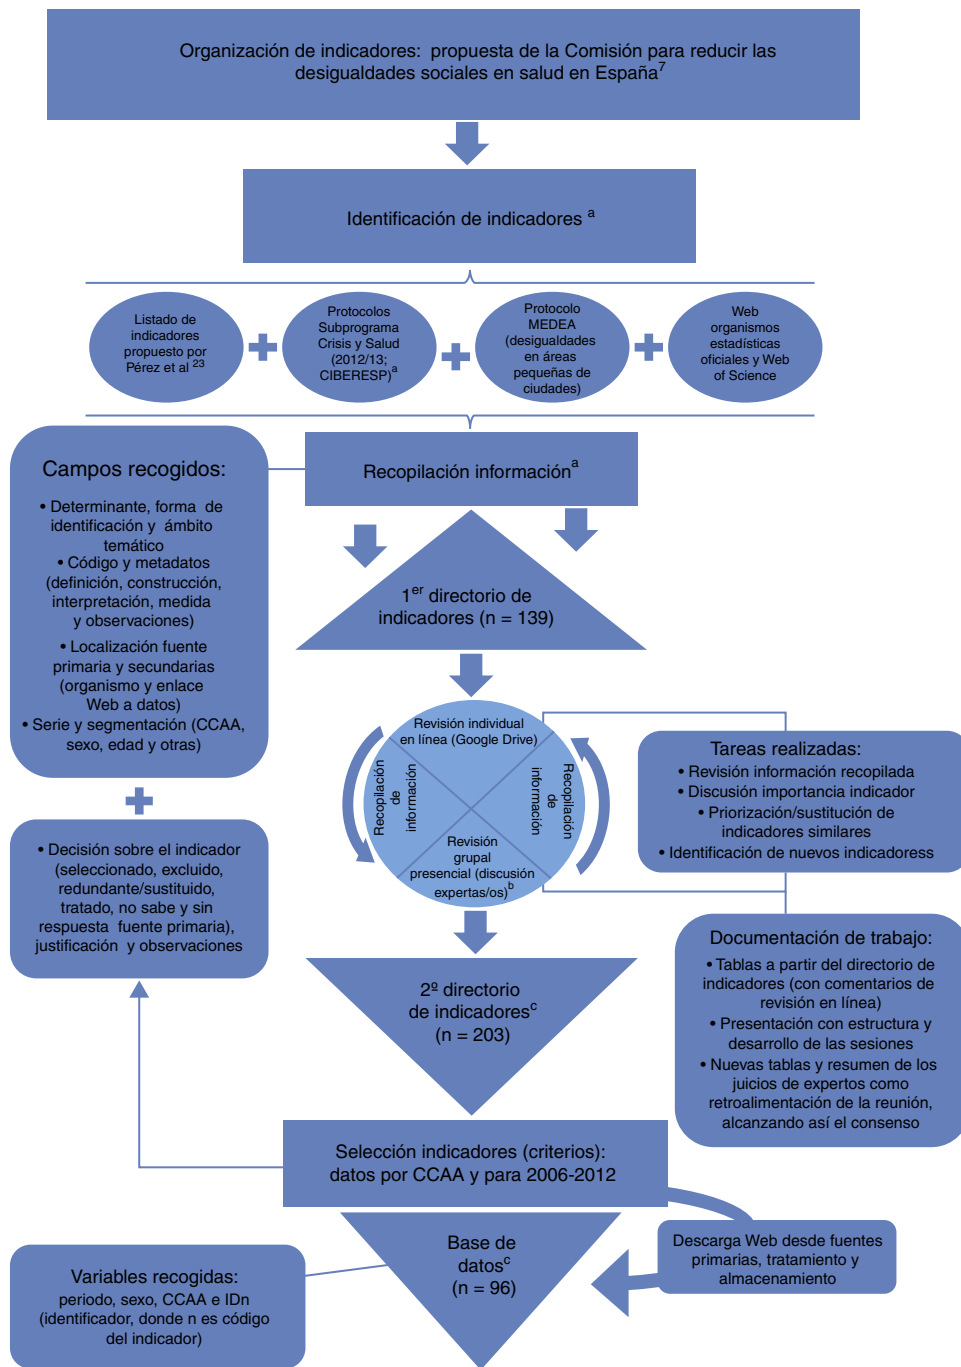 Organización de indicadores: propuesta de la Comisión para reducir las
desigualdades sociales en salud en España7
Identificación de indicadores a
Listado de
indicadores
propuesto por
Pérez et al 23
Protocolos
Subprograma
Crisis y Salud
(2012/13;
CIBERESP)a
Protocolo
MEDEA
(desigualdades
en áreas
pequeñas de
ciudades)
Web
organismos
estadísticas
oficiales y Web
of Science
Recopilación informacióna
Campos recogidos:
• Determinante, forma de
identificación y ámbito
temático
• Código y metadatos
(definición, construcción,
interpretación, medida
y observaciones)
• Localización fuente
primaria y secundarias
(organismo y enlace
Web a datos)
• Serie y segmentación (CCAA,
sexo, edad y otras)
1er directorio de
indicadores (n = 139)
Revisión individual
en línea (Google Drive)
Recopilación
de
información
Recopilación
de
información
Revisión
grupal
presencial (discusión
expertas/os)b
Tareas realizadas:
• Revisión información recopilada
• Discusión importancia indicador
• Priorización/sustitución de
indicadores similares
• Identificación de nuevos indicadoress
• Decisión sobre el indicador
(seleccionado, excluido,
redundante/sustituido,
tratado, no sabe y sin
respuesta fuente primaria),
justificación y observaciones
Documentación de trabajo:
• Tablas a partir del directorio de
indicadores (con comentarios de
revisión en línea)
• Presentación con estructura y
desarrollo de las sesiones
• Nuevas tablas y resumen de los
juicios de expertos como
retroalimentación de la reunión,
alcanzando así el consenso
2º directorio
de indicadoresc
(n = 203)
Selección indicadores (criterios):
datos por CCAA y para 2006-2012
Base de
datosc
(n = 96)
Descarga Web desde fuentes
primarias, tratamiento y
almacenamiento
Variables recogidas:
periodo, sexo, CCAA e IDn
(identificador, donde n es código
del indicador)